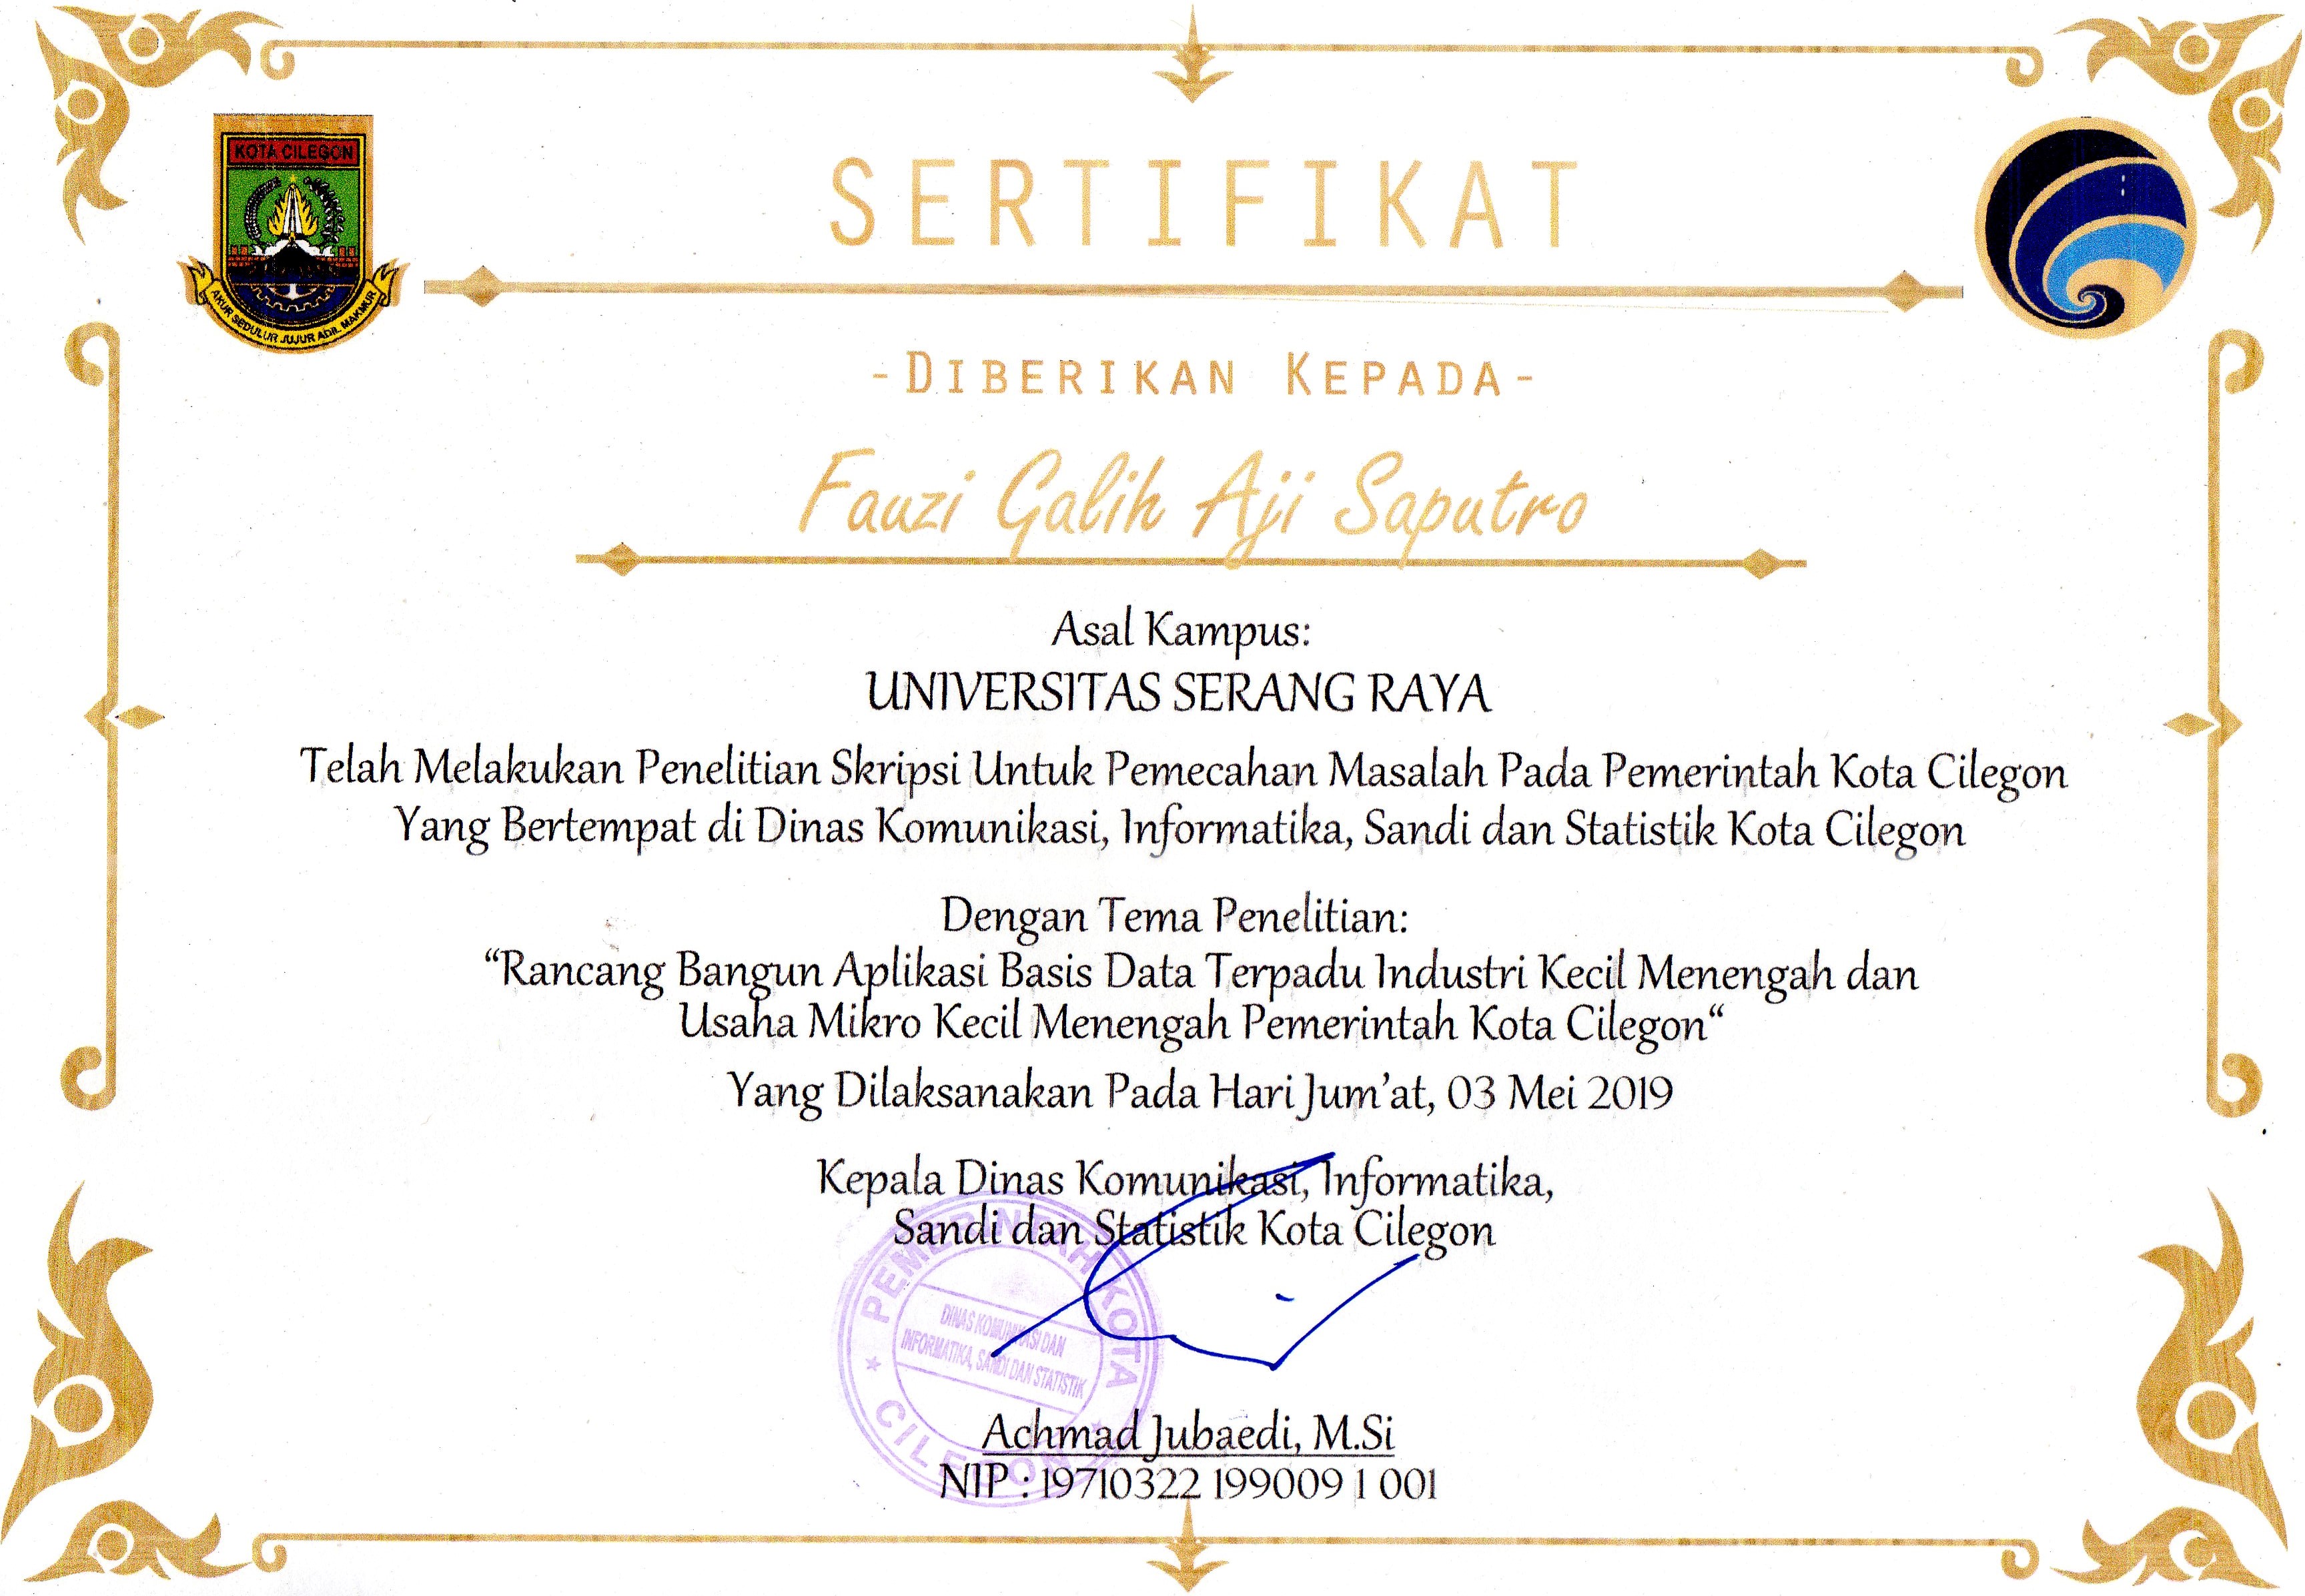 KOTA CILEGON
AKUR SEDULUR JUJUR ADIL MAKMUR
SERTIFIKAT
-DIBERIKAN KEPADA-
Fauzi Galih Aji Saputro
Asal Kampus:
UNIVERSITAS SERANG RAYA
Telah Melakukan Penelitian Skripsi Untuk Pemecahan Masalah Pada Pemerintah Kota Cilegon
Yang Bertempat di Dinas Komunikasi, Informatika, Sandi dan Statistik Kota Cilegon
Dengan Tema Penelitian:
“Rancang Bangun Aplikasi Basis Data Terpadu Industri Kecil Menengah dan
Usaha Mikro Kecil Menengah Pemerintah Kota Cilegon“
Yang Dilaksanakan Pada Hari Jum’at, 03 Mei 2019
Kepala Dinas Komunikasi, Informatika,
Sandi dan Statistik Kota Cilegon
PEMERINTAH KOTA
DINAS KOMUNIKASI DAN
INFORMATIKA, SANDI DAN STATISTIK
CILEGON
Achmad Jubaedi, M.Si
NIP : 19710322 199009 1 001